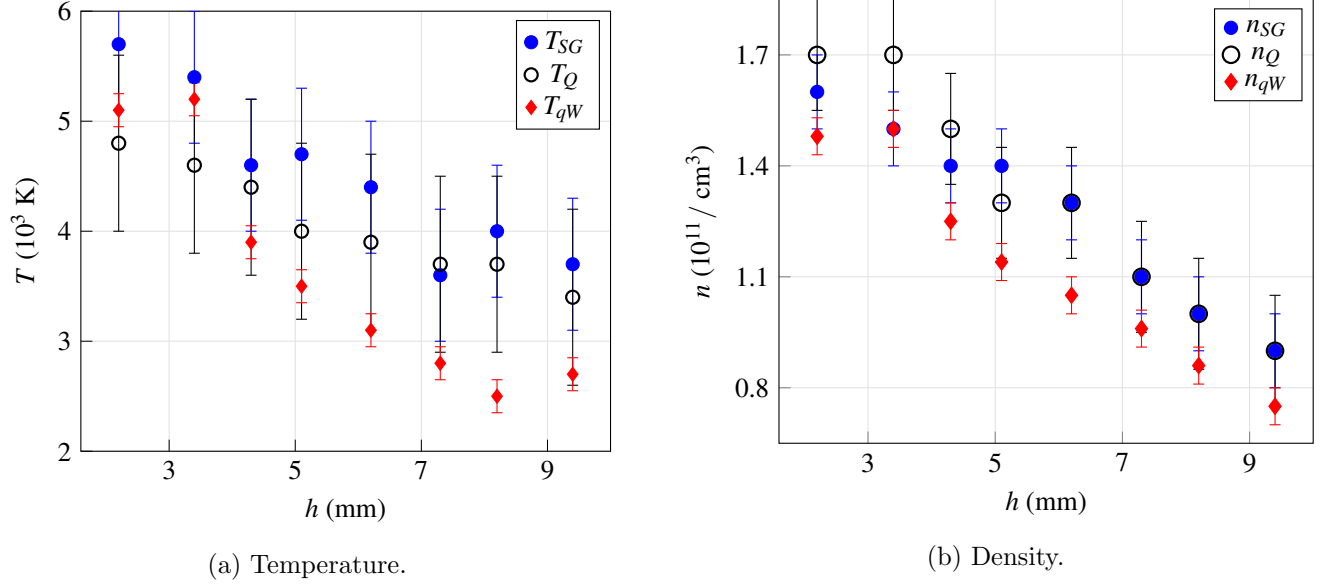 6
5
4
3
2
T (10³ K)
3 5 7 9
h (mm)
T_SG
T_Q
T_qW
(a) Temperature.
1.7
1.4
1.1
0.8
n (10¹¹ / cm³)
3 5 7 9
h (mm)
n_SG
n_Q
n_qW
(b) Density.